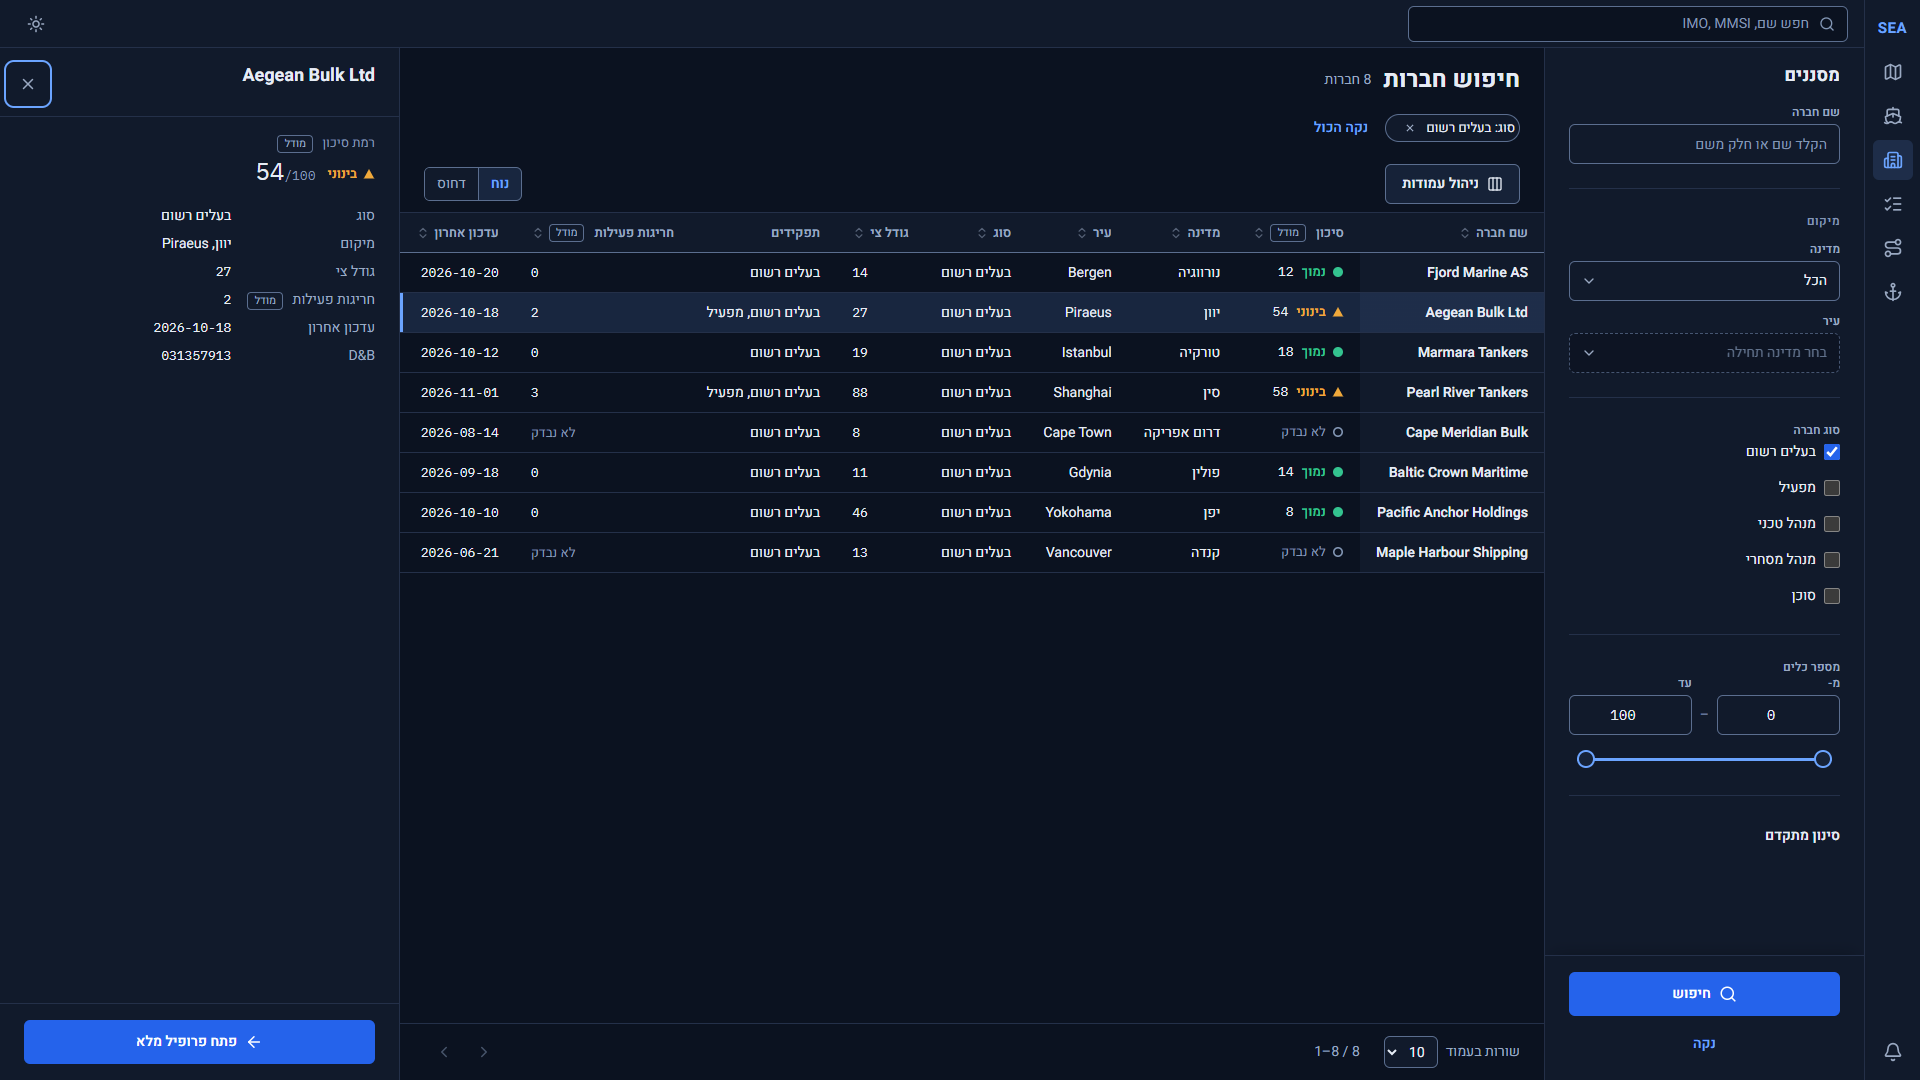 SEA
חפש שם, IMO, MMSI
מסננים
שם חברה
הקלד שם או חלק משם
מיקום
מדינה
הכל
עיר
בחר מדינה תחילה
סוג חברה
בעלים רשום
מפעיל
מנהל טכני
מנהל מסחרי
סוכן
מספר כלים
מ- עד
0 – 100
סינון מתקדם
חיפוש
נקה
חיפוש חברות 8 חברות
סוג: בעלים רשום × נקה הכול
ניהול עמודות נוח דחוס
שם חברה סיכון מודל מדינה עיר סוג גודל צי תפקידים חריגות פעילות מודל עדכון אחרון
Fjord Marine AS נמוך 12 נורווגיה Bergen בעלים רשום 14 בעלים רשום 0 2026-10-20
Aegean Bulk Ltd בינוני 54 יוון Piraeus בעלים רשום 27 בעלים רשום, מפעיל 2 2026-10-18
Marmara Tankers נמוך 18 טורקיה Istanbul בעלים רשום 19 בעלים רשום 0 2026-10-12
Pearl River Tankers בינוני 58 סין Shanghai בעלים רשום 88 בעלים רשום, מפעיל 3 2026-11-01
Cape Meridian Bulk לא נבדק דרום אפריקה Cape Town בעלים רשום 8 בעלים רשום לא נבדק 2026-08-14
Baltic Crown Maritime נמוך 14 פולין Gdynia בעלים רשום 11 בעלים רשום 0 2026-09-18
Pacific Anchor Holdings נמוך 8 יפן Yokohama בעלים רשום 46 בעלים רשום 0 2026-10-10
Maple Harbour Shipping לא נבדק קנדה Vancouver בעלים רשום 13 בעלים רשום לא נבדק 2026-06-21
שורות בעמוד 10 1–8 / 8
Aegean Bulk Ltd
רמת סיכון מודל
בינוני 54/100
סוג בעלים רשום
מיקום יוון, Piraeus
גודל צי 27
חריגות פעילות מודל 2
עדכון אחרון 2026-10-18
D&B 031357913
פתח פרופיל מלא